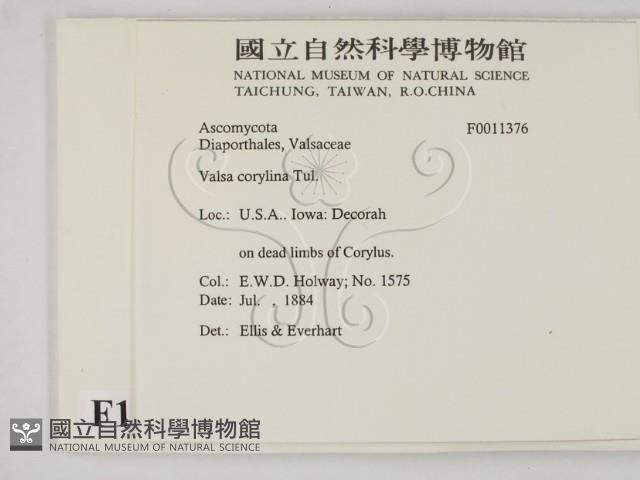 國立自然科學博物館
NATIONAL MUSEUM OF NATURAL SCIENCE
TAICHUNG, TAIWAN, R.O.CHINA
Ascomycota F0011376
Diaporthales, Valsaceae
Valsa corylina Tul.
Loc.: U.S.A.. Iowa: Decorah
on dead limbs of Corylus.
Col.: E.W.D. Holway; No. 1575
Date: Jul. , 1884
Det.: Ellis & Everhart
F1
國立自然科學博物館
NATIONAL MUSEUM OF NATURAL SCIENCE